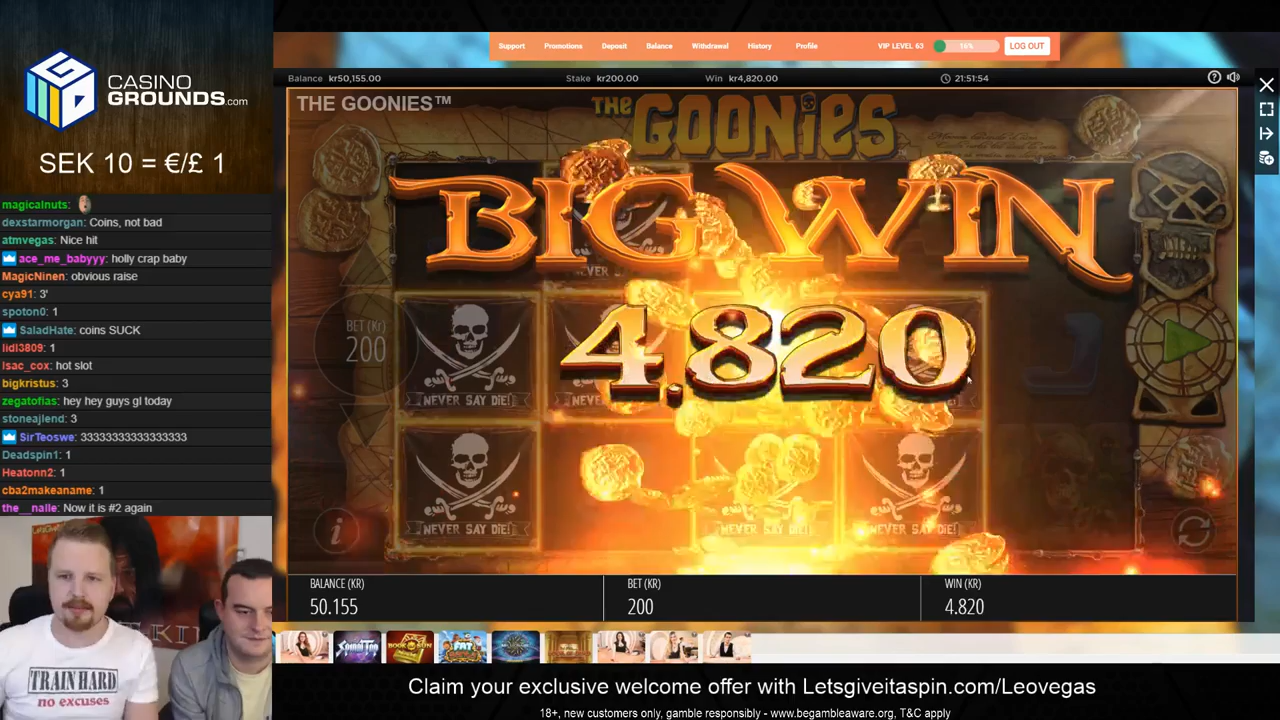 CASINO
GROUNDS.com
SEK 10 = €/£ 1
magicalnuts:
dexstarmorgan: Coins, not bad
atmvegas: Nice hit
ace_me_babyyy: holly crap baby
MagicNinen: obvious raise
cya91: 3'
spoton0: 1
SaladHate: coins SUCK
lidl3809: 1
isac_cox: hot slot
bigkristus: 3
zegatofias: hey hey guys gl today
stoneajlend: 3
SirTeoswe: 33333333333333333
Deadspin1: 1
Heatonn2: 1
cba2makeaname: 1
the__nalle: Now it is #2 again
TRAIN HARD
no excuses
Support Promotions Deposit Balance Withdrawal History Profile VIP LEVEL 63 16% LOG OUT
Balance kr50,155.00 Stake kr200.00 Win kr4,820.00 21:51:54
THE GOONIES™
THE GOONIES
BIG WIN
4.820
BET (Kr)
200
NEVER SAY DIE!
NEVER SAY DIE!
NEVER SAY DIE!
NEVER SAY DIE!
NEVER SAY DIE!
BALANCE (KR) BET (KR) WIN (KR)
50.155 200 4.820
Claim your exclusive welcome offer with Letsgiveitaspin.com/Leovegas
18+, new customers only, gamble responsibly - www.begambleaware.org, T&C apply